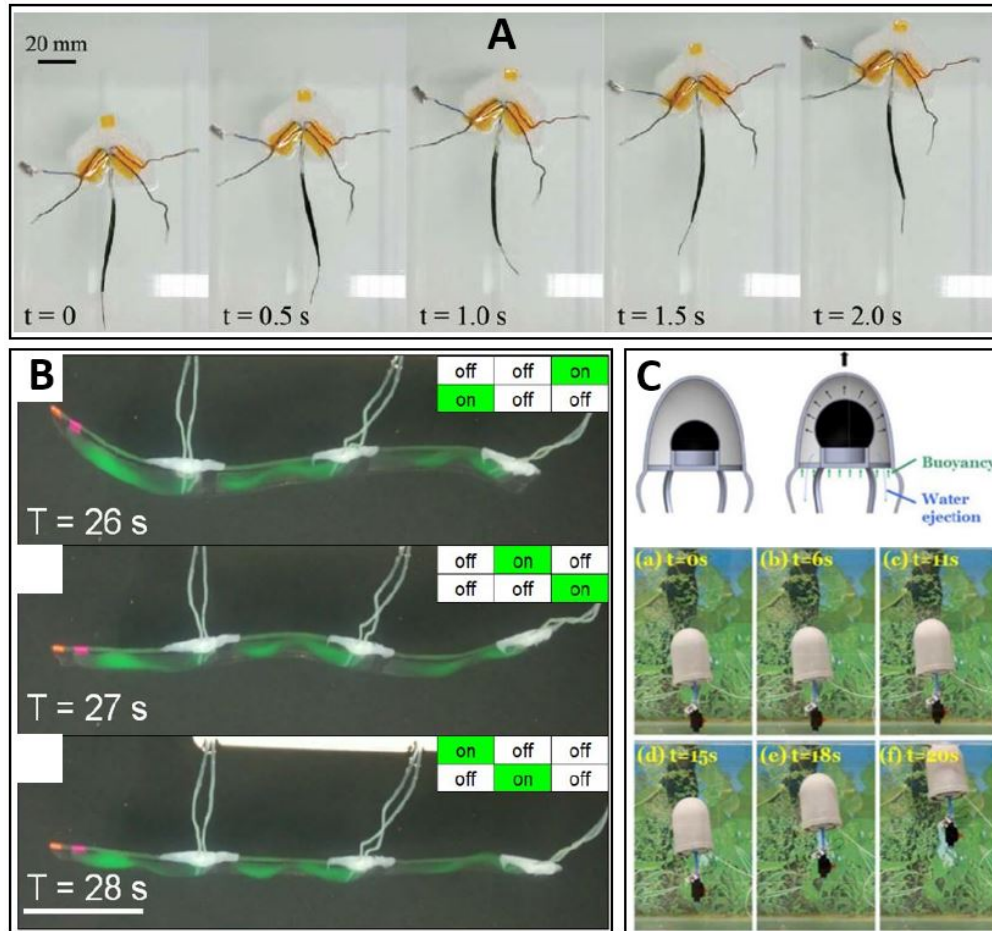 A
20 mm
t = 0
t = 0.5 s
t = 1.0 s
t = 1.5 s
t = 2.0 s
B
off off on
on off off
T = 26 s
off on off
off off on
T = 27 s
on off off
off on off
T = 28 s
C
Buoyancy
Water
ejection
(a) t=0s
(b) t=6s
(c) t=11s
(d) t=15s
(e) t=18s
(f) t=20s